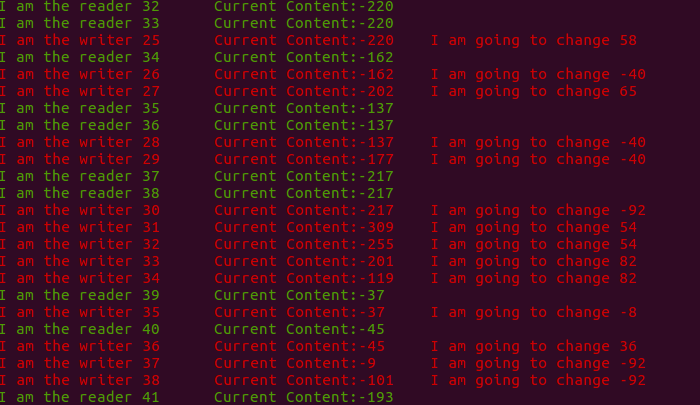 I am the reader 32 Current Content:-220
I am the reader 33 Current Content:-220
I am the writer 25 Current Content:-220 I am going to change 58
I am the reader 34 Current Content:-162
I am the writer 26 Current Content:-162 I am going to change -40
I am the writer 27 Current Content:-202 I am going to change 65
I am the reader 35 Current Content:-137
I am the reader 36 Current Content:-137
I am the writer 28 Current Content:-137 I am going to change -40
I am the writer 29 Current Content:-177 I am going to change -40
I am the reader 37 Current Content:-217
I am the reader 38 Current Content:-217
I am the writer 30 Current Content:-217 I am going to change -92
I am the writer 31 Current Content:-309 I am going to change 54
I am the writer 32 Current Content:-255 I am going to change 54
I am the writer 33 Current Content:-201 I am going to change 82
I am the writer 34 Current Content:-119 I am going to change 82
I am the reader 39 Current Content:-37
I am the writer 35 Current Content:-37 I am going to change -8
I am the reader 40 Current Content:-45
I am the writer 36 Current Content:-45 I am going to change 36
I am the writer 37 Current Content:-9 I am going to change -92
I am the writer 38 Current Content:-101 I am going to change -92
I am the reader 41 Current Content:-193